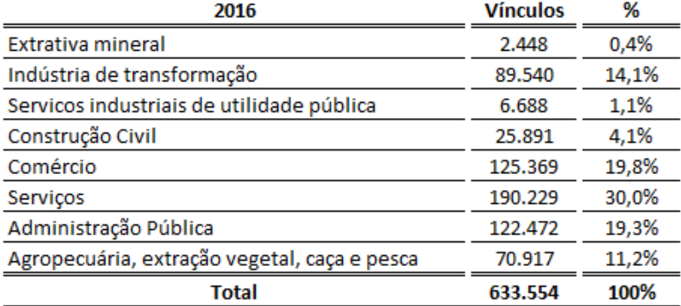 2016 Vínculos %
Extrativa mineral 2.448 0,4%
Indústria de transformação 89.540 14,1%
Servicos industriais de utilidade pública 6.688 1,1%
Construção Civil 25.891 4,1%
Comércio 125.369 19,8%
Serviços 190.229 30,0%
Administração Pública 122.472 19,3%
Agropecuária, extração vegetal, caça e pesca 70.917 11,2%
Total 633.554 100%